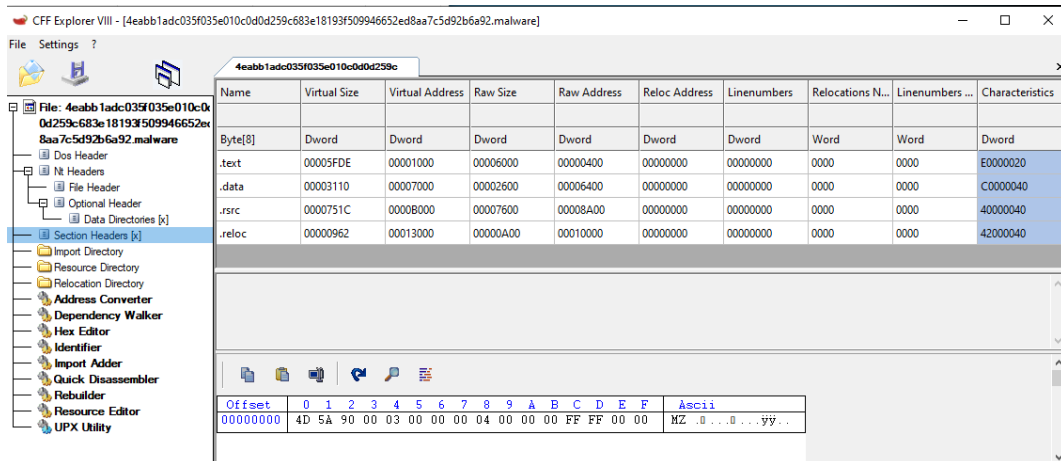 CFF Explorer VIII - [4eabb1adc035f035e010c0d0d259c683e18193f509946652ed8aa7c5d92b6a92.malware]
File Settings ?
4eabb1adc035f035e010c0d0d259c
File: 4eabb1adc035f035e010c0
0d259c683e18193f509946652e
8aa7c5d92b6a92.malware
Dos Header
Nt Headers
File Header
Optional Header
Data Directories [x]
Section Headers [x]
Import Directory
Resource Directory
Relocation Directory
Address Converter
Dependency Walker
Hex Editor
Identifier
Import Adder
Quick Disassembler
Rebuilder
Resource Editor
UPX Utility
Name Virtual Size Virtual Address Raw Size Raw Address Reloc Address Linenumbers Relocations N... Linenumbers ... Characteristics
Byte[8] Dword Dword Dword Dword Dword Dword Word Word Dword
.text 00005FDE 00001000 00006000 00000400 00000000 00000000 0000 0000 E0000020
.data 00003110 00007000 00002600 00006400 00000000 00000000 0000 0000 C0000040
.rsrc 0000751C 0000B000 00007600 00008A00 00000000 00000000 0000 0000 40000040
.reloc 00000962 00013000 00000A00 00010000 00000000 00000000 0000 0000 42000040
Offset 0 1 2 3 4 5 6 7 8 9 A B C D E F Ascii
00000000 4D 5A 90 00 03 00 00 00 04 00 00 00 FF FF 00 00 MZ .▯...▯...ÿÿ..